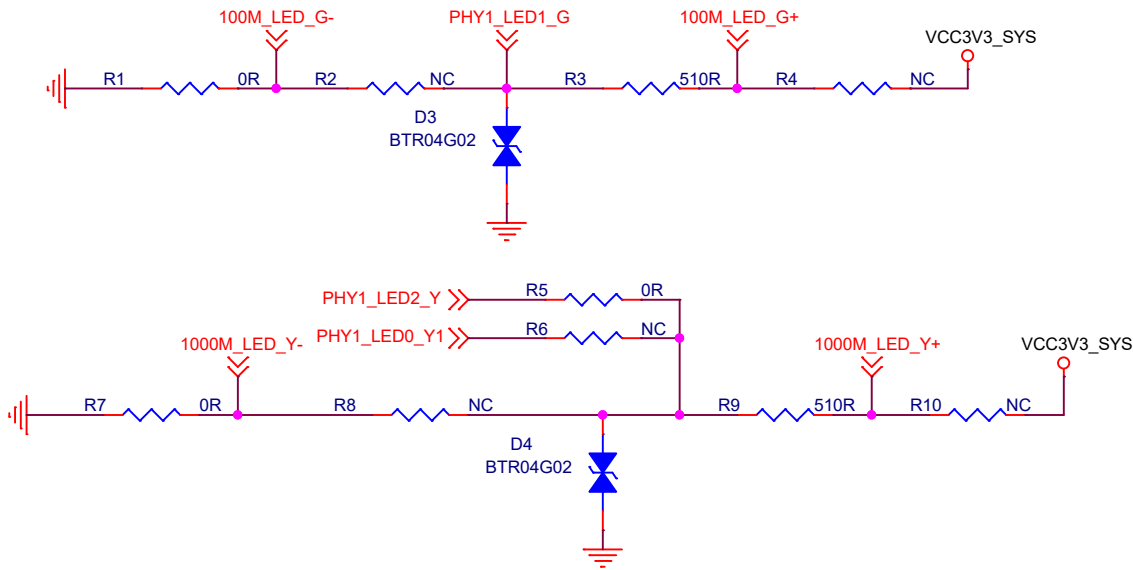 100M_LED_G- PHY1_LED1_G 100M_LED_G+
VCC3V3_SYS
R1 0R R2 NC R3 510R R4 NC
D3
BTR04G02
PHY1_LED2_Y R5 0R
PHY1_LED0_Y1 R6 NC
1000M_LED_Y- 1000M_LED_Y+ VCC3V3_SYS
R7 0R R8 NC R9 510R R10 NC
D4
BTR04G02